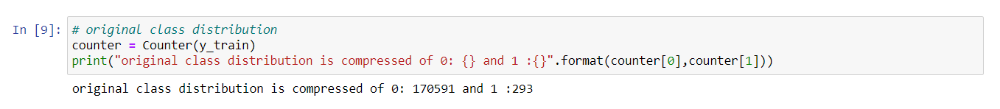 In [9]: # original class distribution
counter = Counter(y_train)
print("original class distribution is compressed of 0: {} and 1 :{}".format(counter[0],counter[1]))
original class distribution is compressed of 0: 170591 and 1 :293